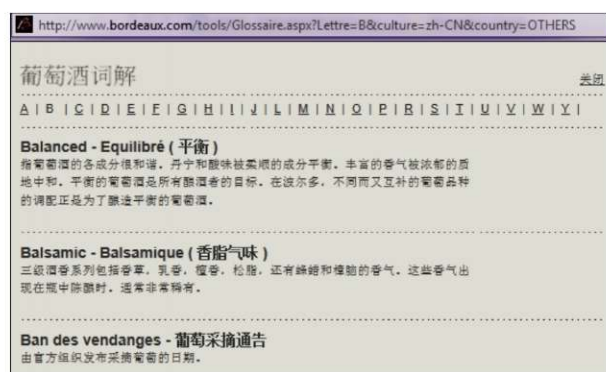 http://www.bordeaux.com/tools/Glossaire.aspx?Lettre=B&culture=zh-CN&country=OTHERS
葡萄酒词解
关闭
A | B | C | D | E | F | G | H | I | J | L | M | N | O | P | R | S | T | U | V | W | Y |
Balanced - Equilibré ( 平衡 )
指葡萄酒的各成分很和谐。丹宁和酸味被柔顺的成分平衡。丰富的香气被浓郁的质
地中和。平衡的葡萄酒是所有酿酒者的目标。在波尔多，不同而又互补的葡萄品种
的调配正是为了酿造平衡的葡萄酒。
Balsamic - Balsamique ( 香脂气味 )
三级酒香系列包括香草，乳香，檀香，松脂，还有蜂蜡和樟脑的香气。这些香气出
现在瓶中陈酿时。通常非常稀有。
Ban des vendanges - 葡萄采摘通告
由官方组织发布采摘葡萄的日期。